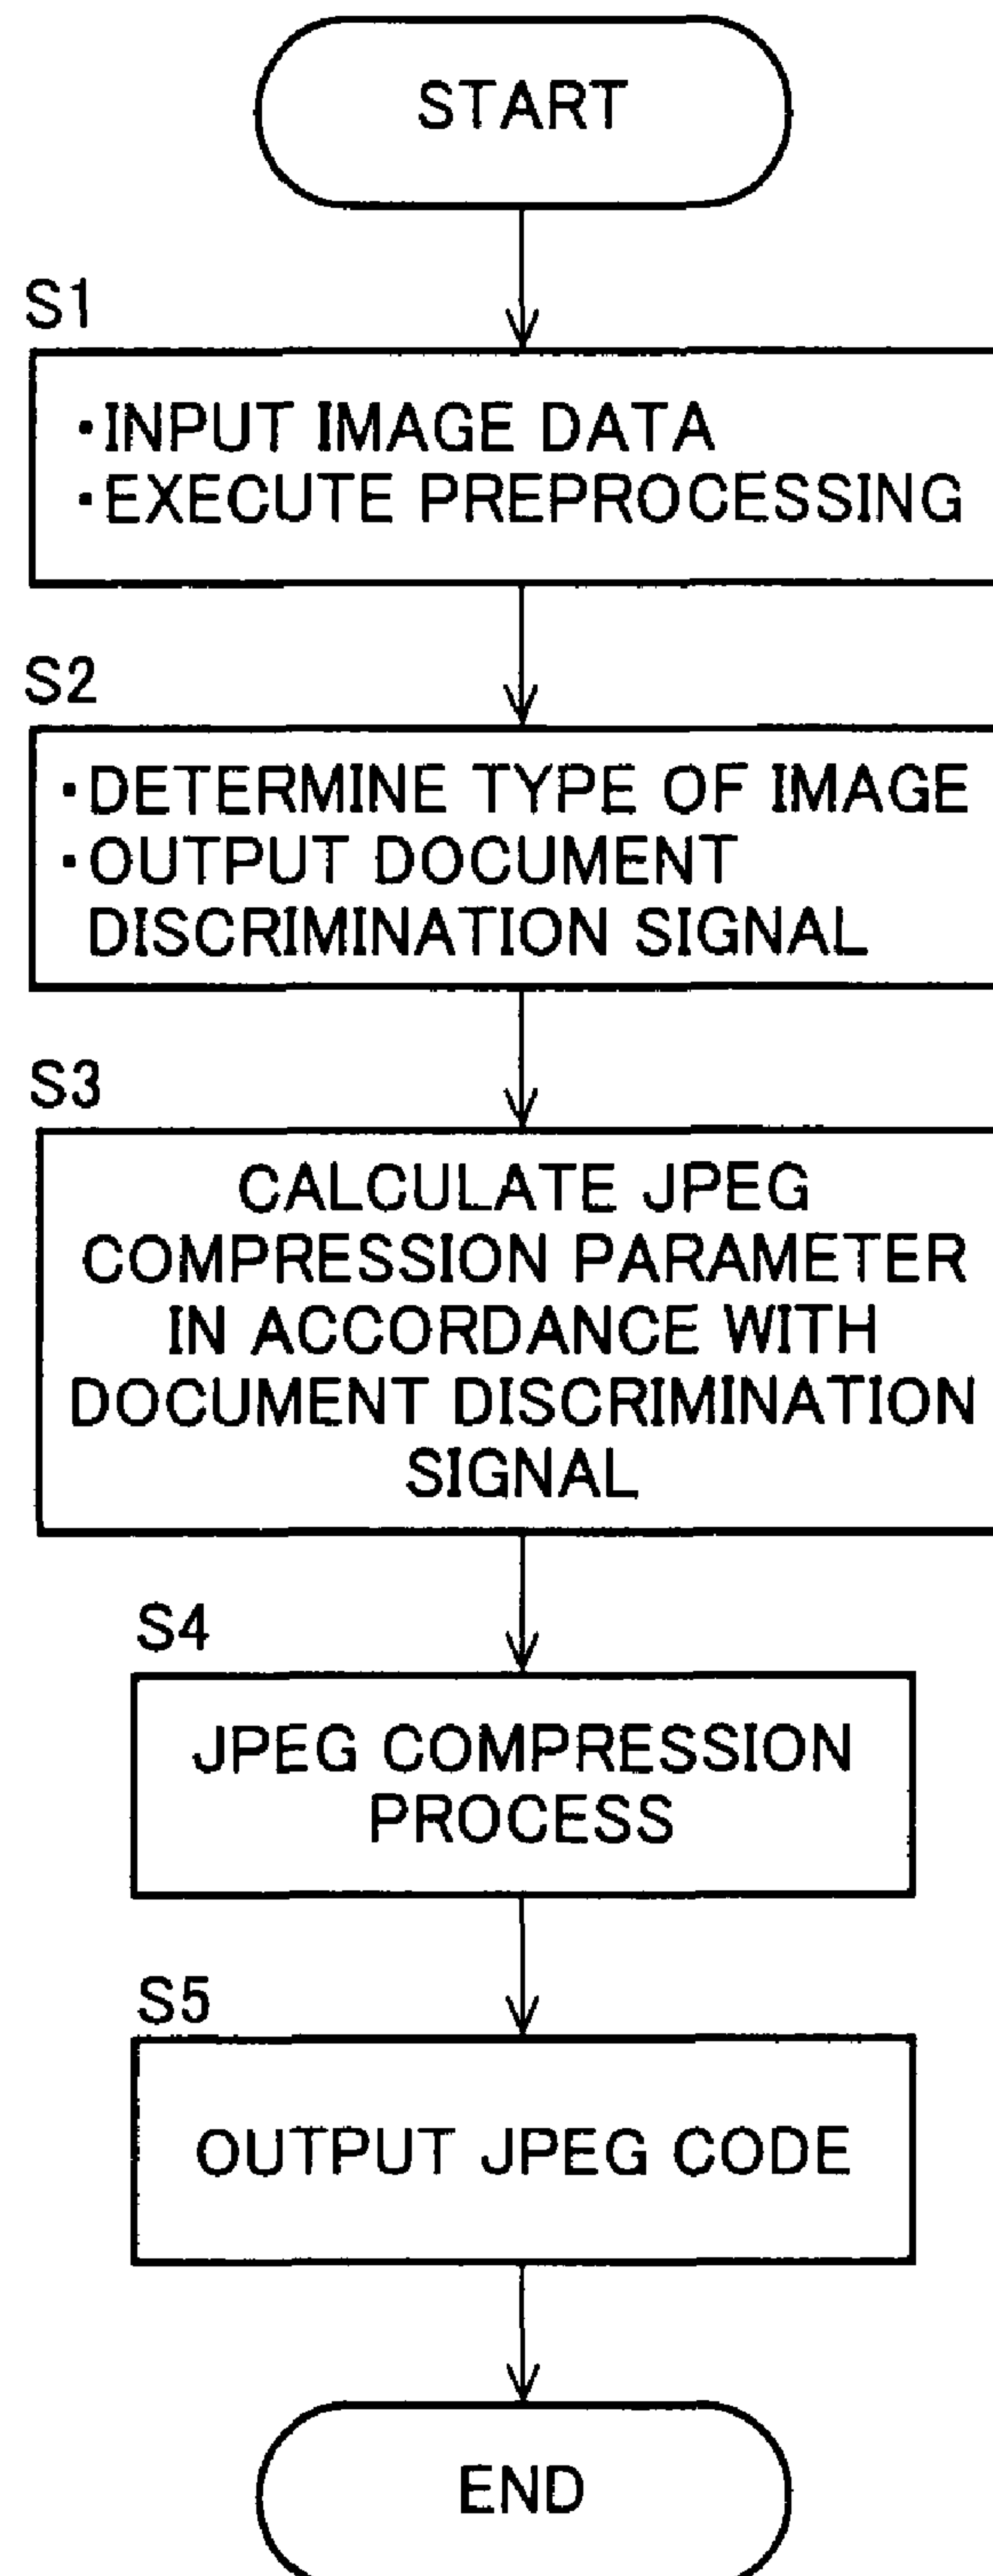 START
S1
・INPUT IMAGE DATA
・EXECUTE PREPROCESSING
S2
・DETERMINE TYPE OF IMAGE
・OUTPUT DOCUMENT
DISCRIMINATION SIGNAL
S3
CALCULATE JPEG
COMPRESSION PARAMETER
IN ACCORDANCE WITH
DOCUMENT DISCRIMINATION
SIGNAL
S4
JPEG COMPRESSION
PROCESS
S5
OUTPUT JPEG CODE
END